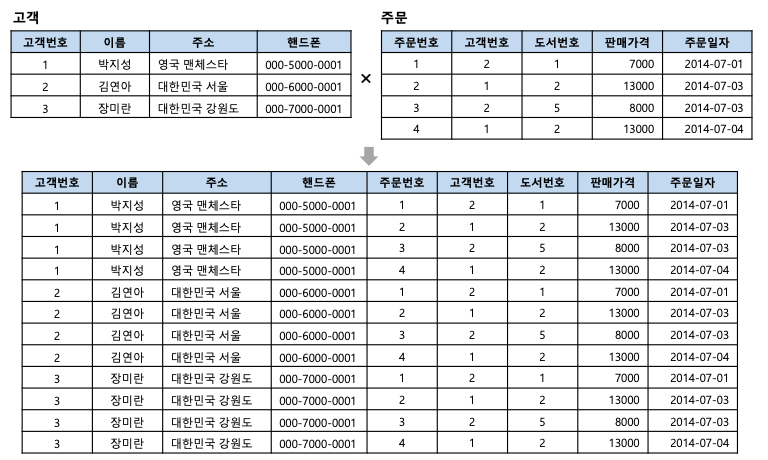 고객
고객번호 이름 주소 핸드폰
1 박지성 영국 맨체스타 000-5000-0001
2 김연아 대한민국 서울 000-6000-0001
3 장미란 대한민국 강원도 000-7000-0001
×
주문
주문번호 고객번호 도서번호 판매가격 주문일자
1 2 1 7000 2014-07-01
2 1 2 13000 2014-07-03
3 2 5 8000 2014-07-03
4 1 2 13000 2014-07-04
고객번호 이름 주소 핸드폰 주문번호 고객번호 도서번호 판매가격 주문일자
1 박지성 영국 맨체스타 000-5000-0001 1 2 1 7000 2014-07-01
1 박지성 영국 맨체스타 000-5000-0001 2 1 2 13000 2014-07-03
1 박지성 영국 맨체스타 000-5000-0001 3 2 5 8000 2014-07-03
1 박지성 영국 맨체스타 000-5000-0001 4 1 2 13000 2014-07-04
2 김연아 대한민국 서울 000-6000-0001 1 2 1 7000 2014-07-01
2 김연아 대한민국 서울 000-6000-0001 2 1 2 13000 2014-07-03
2 김연아 대한민국 서울 000-6000-0001 3 2 5 8000 2014-07-03
2 김연아 대한민국 서울 000-6000-0001 4 1 2 13000 2014-07-04
3 장미란 대한민국 강원도 000-7000-0001 1 2 1 7000 2014-07-01
3 장미란 대한민국 강원도 000-7000-0001 2 1 2 13000 2014-07-03
3 장미란 대한민국 강원도 000-7000-0001 3 2 5 8000 2014-07-03
3 장미란 대한민국 강원도 000-7000-0001 4 1 2 13000 2014-07-04